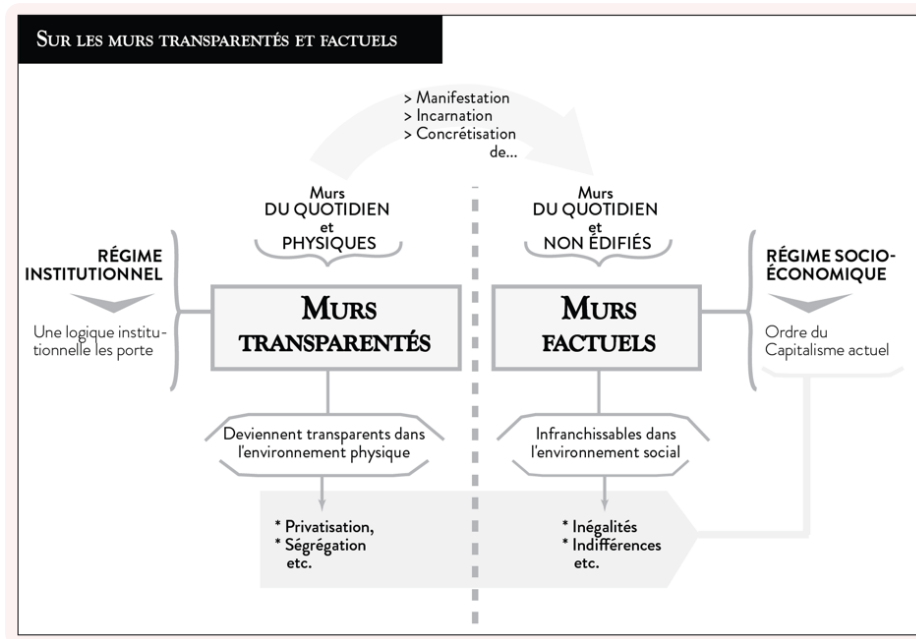 SUR LES MURS TRANSPARENTÉS ET FACTUELS
> Manifestation
> Incarnation
> Concrétisation
de...
Murs
DU QUOTIDIEN
et
PHYSIQUES
Murs
DU QUOTIDIEN
et
NON ÉDIFIÉS
RÉGIME
INSTITUTIONNEL
Une logique institu-
tionnelle les porte
MURS
TRANSPARENTÉS
MURS
FACTUELS
RÉGIME SOCIO-
ÉCONOMIQUE
Ordre du
Capitalisme actuel
Deviennent transparents dans
l'environnement physique
Infranchissables dans
l'environnement social
* Privatisation,
* Ségrégation
etc.
* Inégalités
* Indifférences
etc.